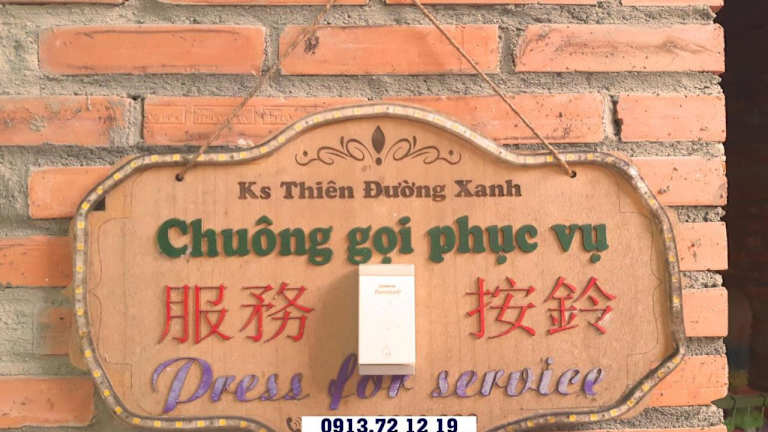 Ks Thiên Đường Xanh
Chuông gọi phục vụ
服務 按鈴
Press for service
0913.72 12 19